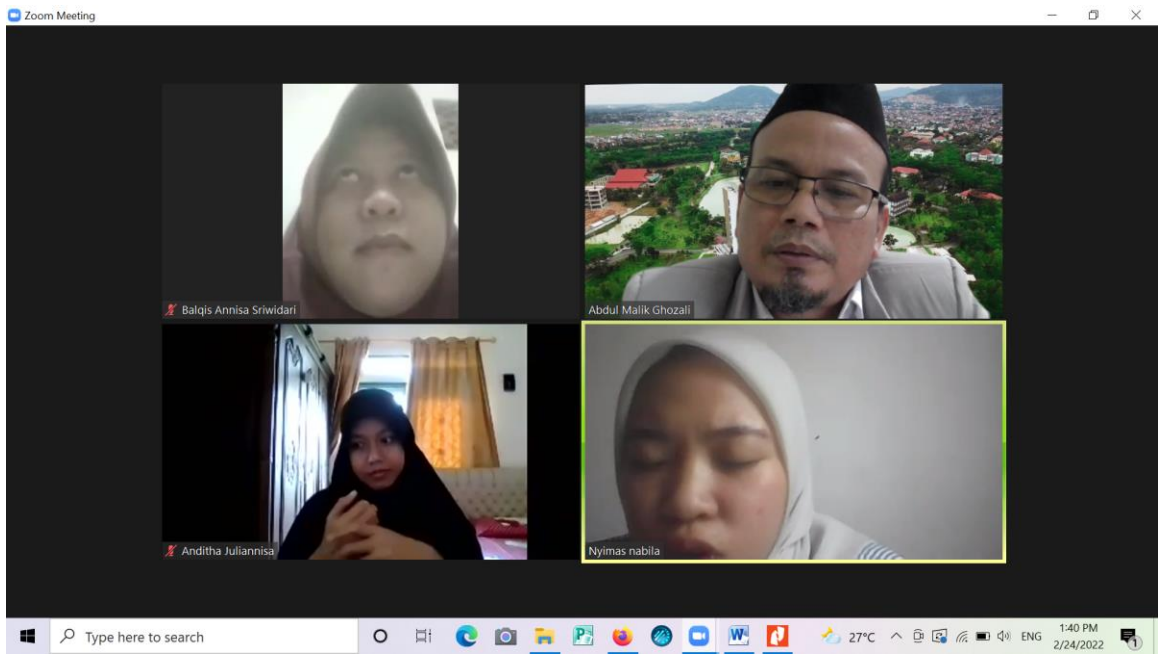 Zoom Meeting
Balqis Annisa Sriwidari
Abdul Malik Ghozali
Anditha Juliannisa
Nyimas nabila
Type here to search
27°C
ENG
1:40 PM
2/24/2022
1